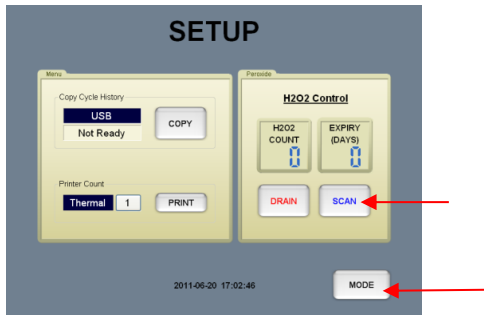 SETUP
Menu
Copy Cycle History
USB
Not Ready
COPY
Printer Count
Thermal 1
PRINT
Peroxide
H2O2 Control
H2O2
COUNT
0
EXPIRY
(DAYS)
0
DRAIN
SCAN
2011-06-20 17:02:46
MODE